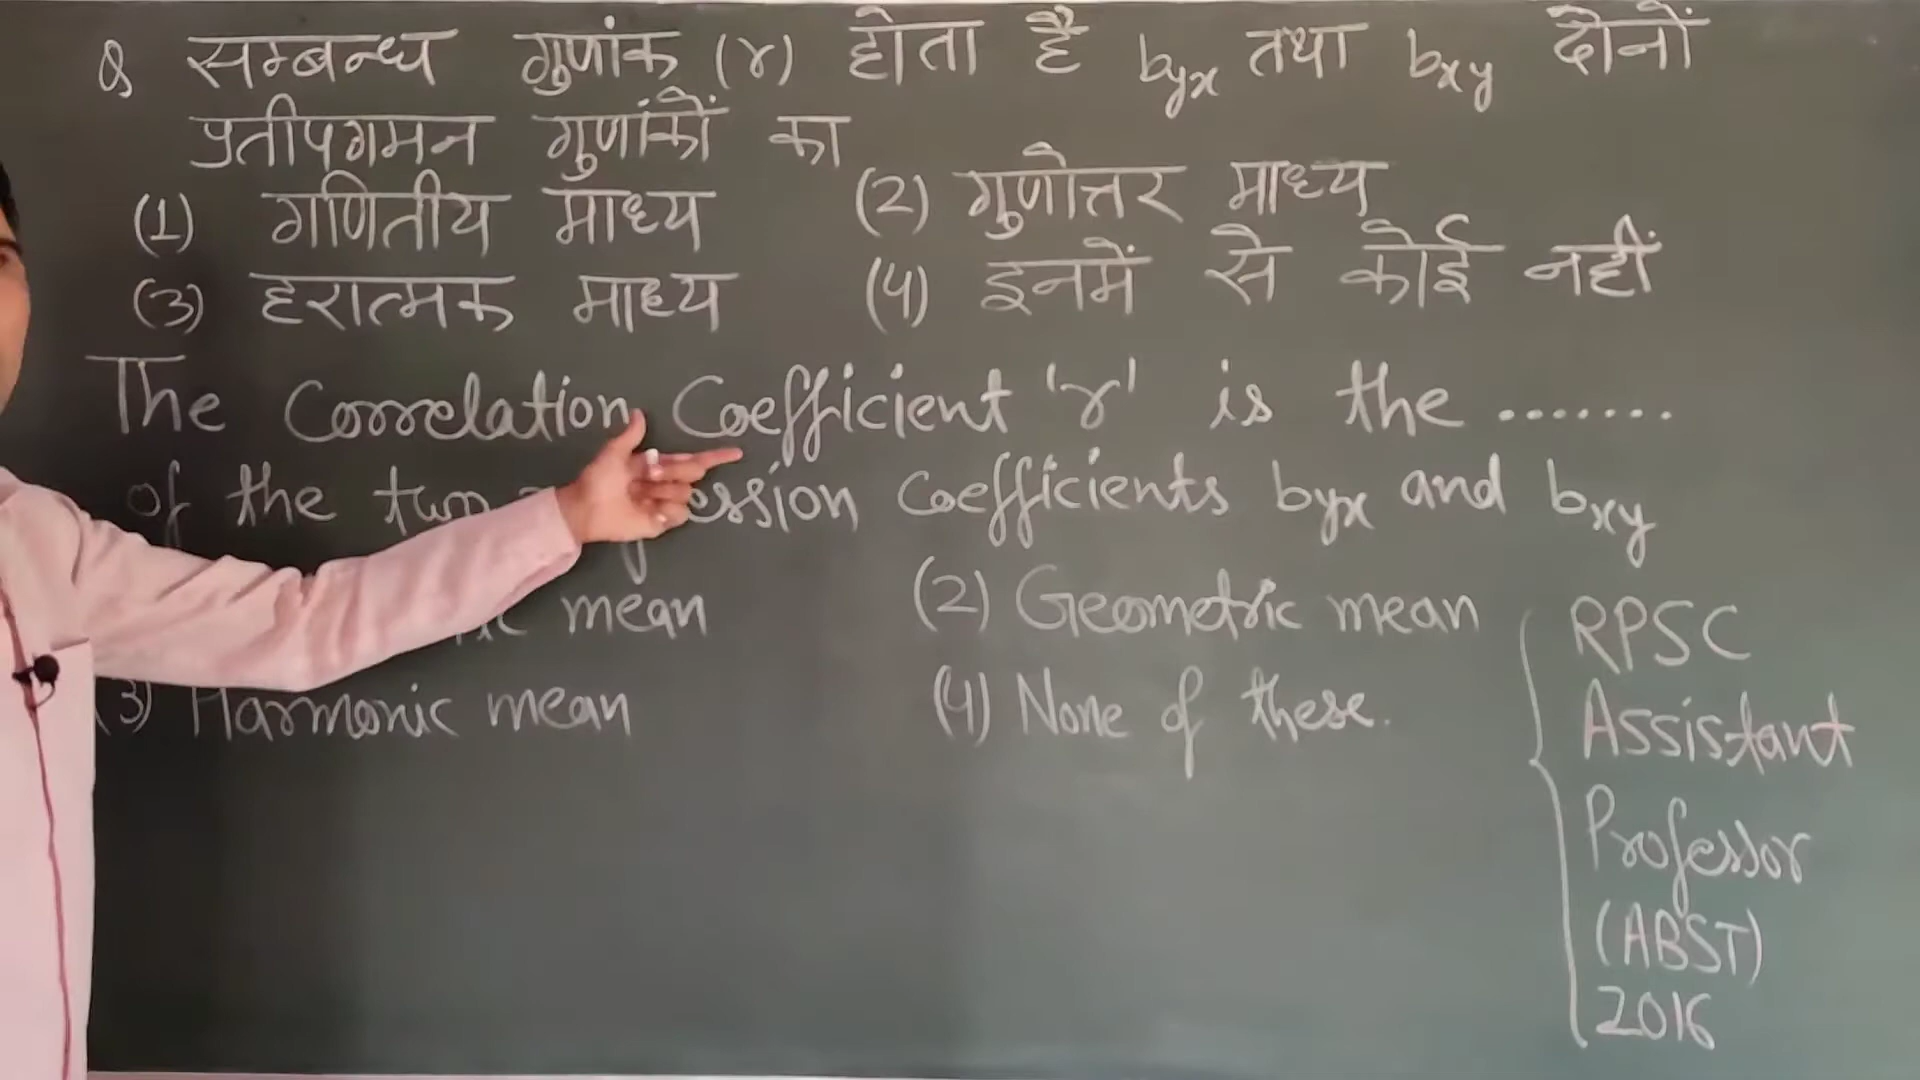 Q सम्बन्ध गुणांक (r) होता है byx तथा bxy दोनों
प्रतीपगमन गुणांकों का
(1) गणितीय माध्य (2) गुणोत्तर माध्य
(3) हरात्मक माध्य (4) इनमें से कोई नहीं
The Correlation Coefficient 'r' is the .......
of the two ession Coefficients byx and bxy
mean (2) Geometric mean
3) Harmonic mean (4) None of these.
RPSC
Assistant
Professor
(ABST)
2016